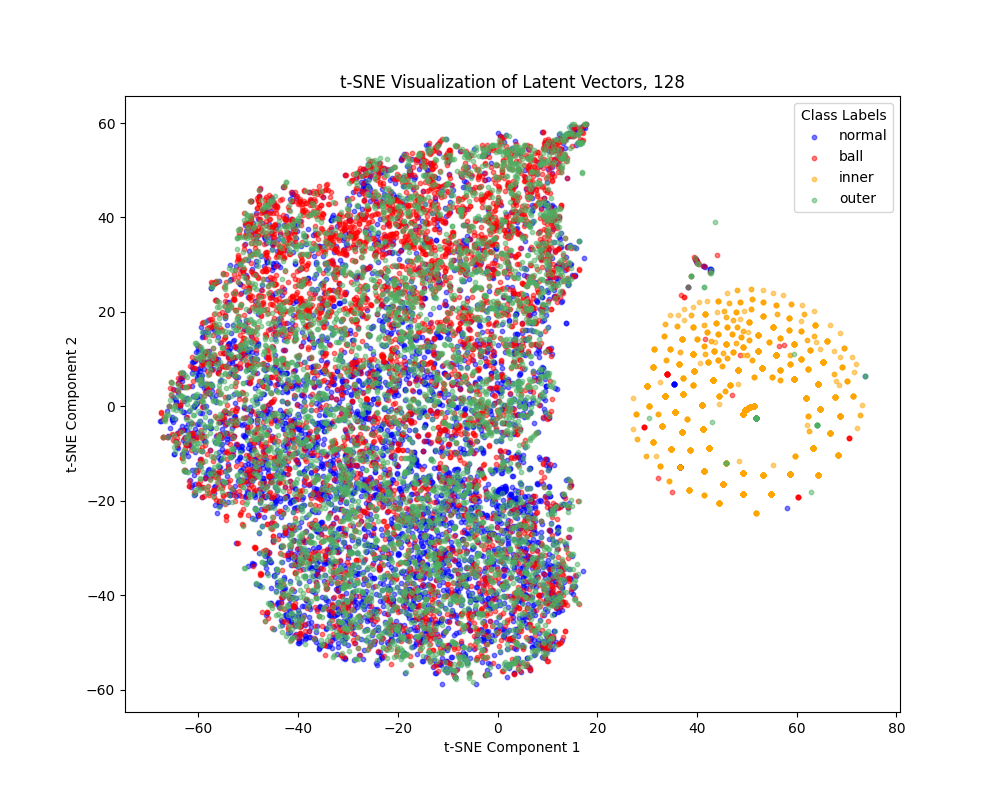 t-SNE Visualization of Latent Vectors, 128
Class Labels
normal
ball
inner
outer
60
40
20
0
−20
−40
−60
t-SNE Component 2
−60 −40 −20 0 20 40 60 80
t-SNE Component 1